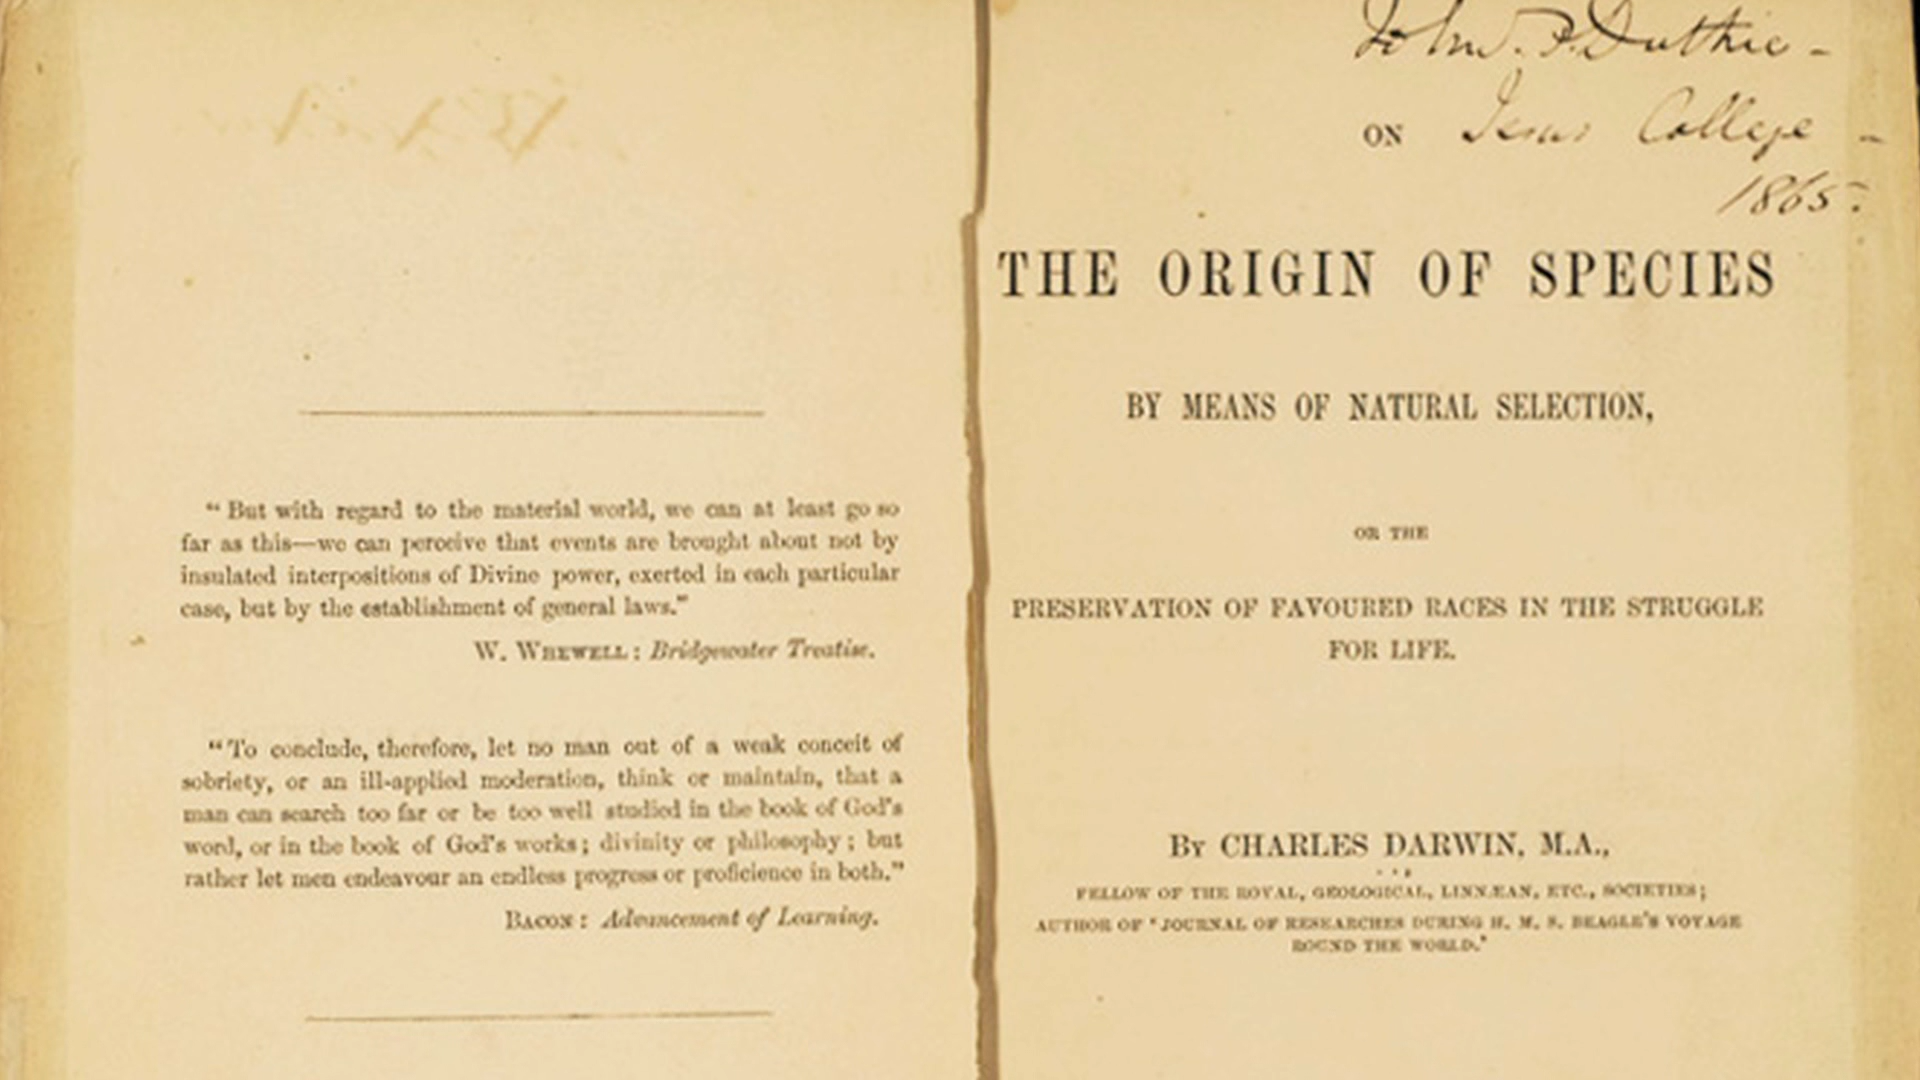 “But with regard to the material world, we can at least go so
far as this—we can perceive that events are brought about not by
insulated interpositions of Divine power, exerted in each particular
case, but by the establishment of general laws.”
W. WHEWELL: Bridgewater Treatise.
“To conclude, therefore, let no man out of a weak conceit of
sobriety, or an ill-applied moderation, think or maintain, that a
man can search too far or be too well studied in the book of God's
word, or in the book of God's works; divinity or philosophy; but
rather let men endeavour an endless progress or proficience in both.”
BACON: Advancement of Learning.
John. F. Duthie -
ON Jesus College -
1865.
THE ORIGIN OF SPECIES
BY MEANS OF NATURAL SELECTION,
OR THE
PRESERVATION OF FAVOURED RACES IN THE STRUGGLE
FOR LIFE.
By CHARLES DARWIN, M.A.,
FELLOW OF THE ROYAL, GEOLOGICAL, LINNÆAN, ETC., SOCIETIES;
AUTHOR OF ‘JOURNAL OF RESEARCHES DURING H. M. S. BEAGLE'S VOYAGE
ROUND THE WORLD.’